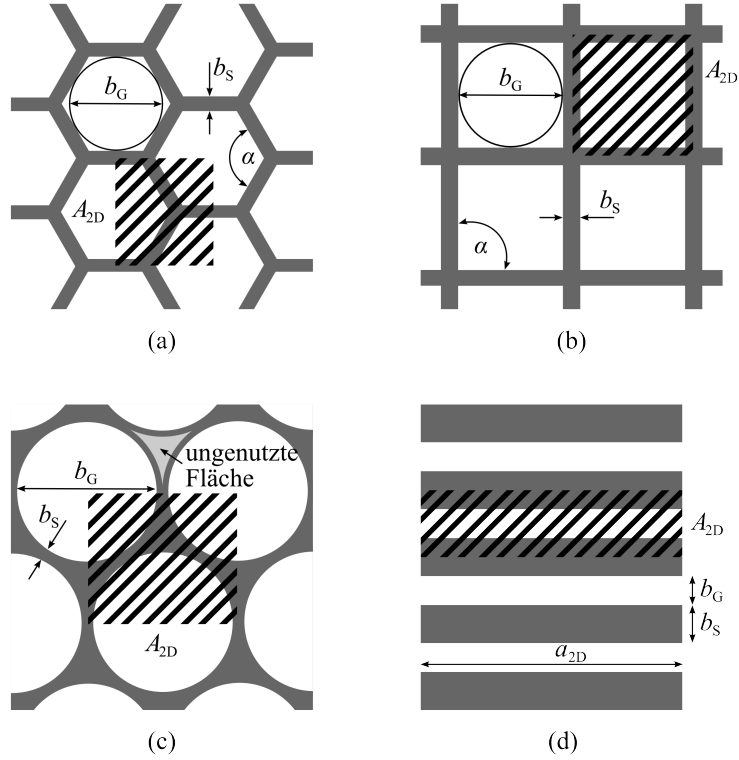 b_G
b_S
α
A_2D
(a)
b_G
A_2D
b_S
α
(b)
ungenutzte
Fläche
b_G
b_S
A_2D
(c)
A_2D
b_G
b_S
a_2D
(d)